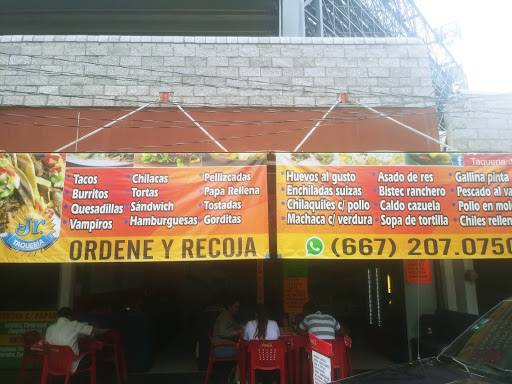 Tacos
Burritos
Quesadillas
Vampiros
Chilacas
Tortas
Sándwich
Hamburguesas
Pellizcadas
Papa Rellena
Tostadas
Gorditas
Jr
TAQUERIA
ORDENE Y RECOJA
Taqueria
Huevos al gusto
Enchiladas suizas
Chilaquiles c/ pollo
Machaca c/ verdura
Asado de res
Bistec ranchero
Caldo cazuela
Sopa de tortilla
Gallina pinta
Pescado al va
Pollo en mol
Chiles rellen
(667) 207.0750